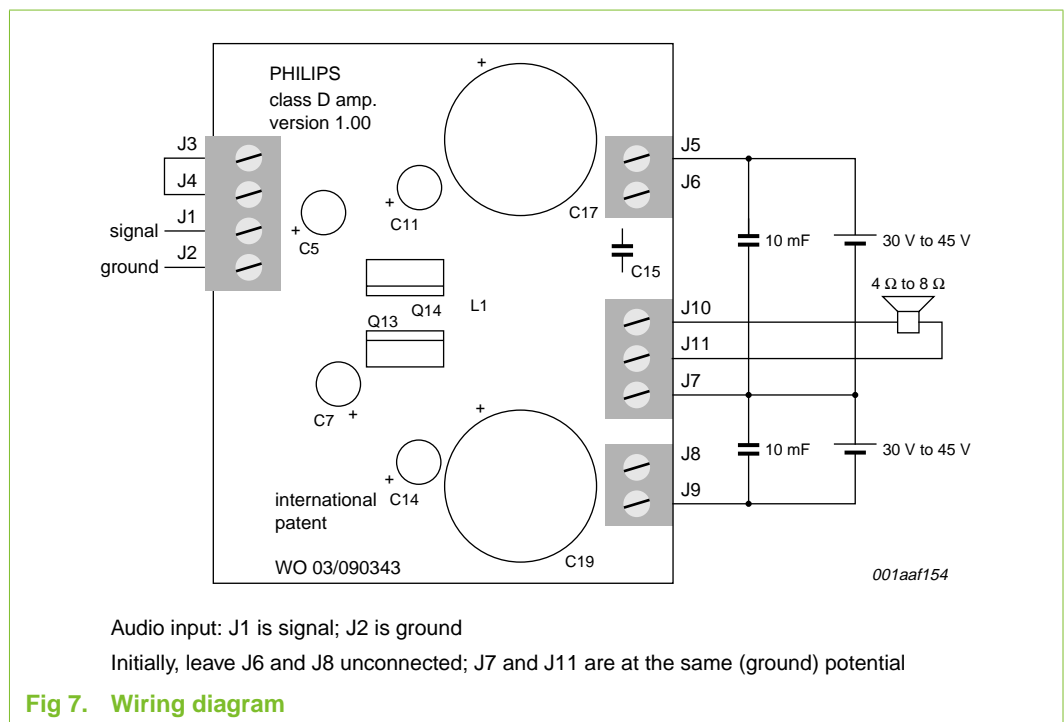 PHILIPS
class D amp.
version 1.00
J3
J4
signal J1
ground J2
+
C5
+
C11
+
C17
C15
Q14
Q13
L1
C7
+
+
C14
+
C19
international
patent
WO 03/090343
J5
J6
10 mF
30 V to 45 V
4 Ω to 8 Ω
J10
J11
J7
10 mF
30 V to 45 V
J8
J9
001aaf154
Audio input: J1 is signal; J2 is ground
Initially, leave J6 and J8 unconnected; J7 and J11 are at the same (ground) potential
Fig 7. Wiring diagram